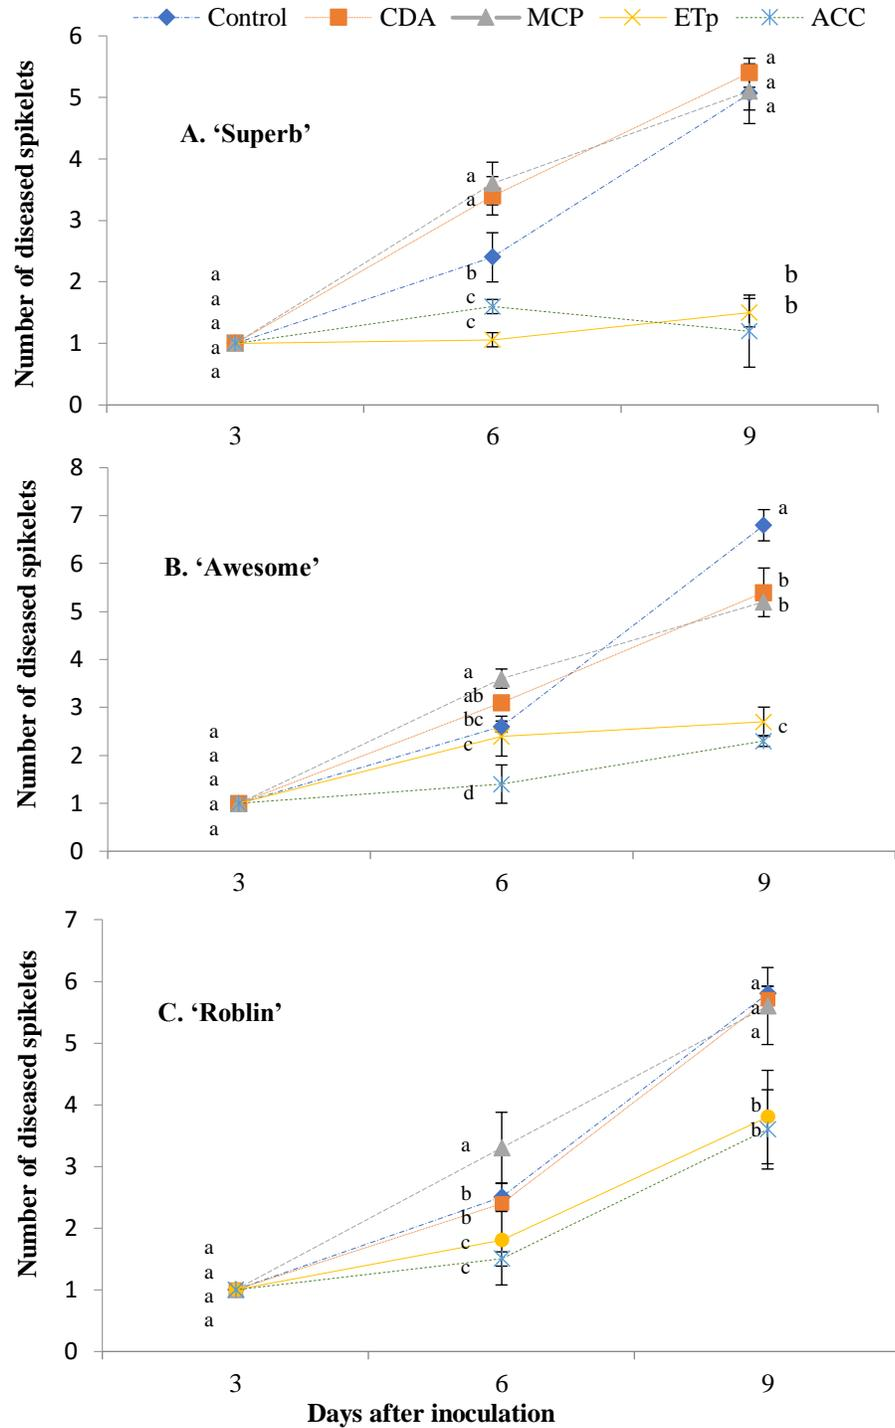 Control CDA MCP ETp ACC
6
5
4
3
2
1
0
Number of diseased spikelets
A. ‘Superb’
a
a
a
a
a
a
a
b
c
c
a
a
a
b
b
3 6 9
8
7
6
5
4
3
2
1
0
Number of diseased spikelets
B. ‘Awesome’
a
a
a
a
a
a
ab
bc
c
d
a
b
b
c
3 6 9
7
6
5
4
3
2
1
0
Number of diseased spikelets
C. ‘Roblin’
a
a
a
a
a
b
b
c
c
a
a
a
b
b
3 6 9
Days after inoculation